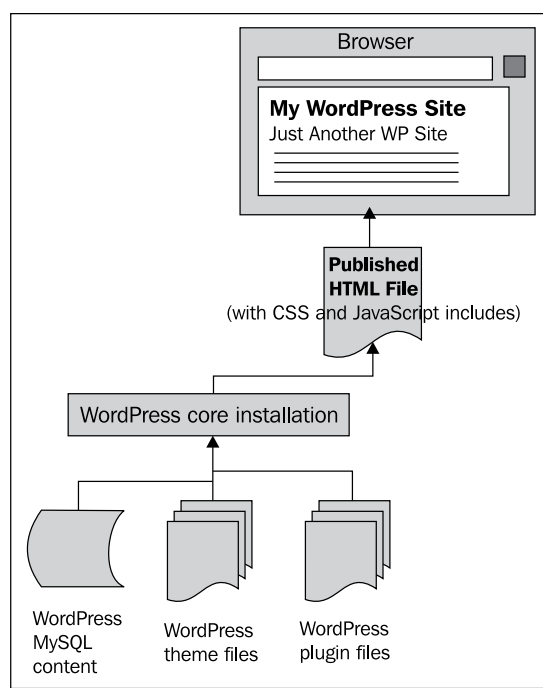 Browser
My WordPress Site
Just Another WP Site
Published
HTML File
(with CSS and JavaScript includes)
WordPress core installation
WordPress
MySQL
content
WordPress
theme files
WordPress
plugin files